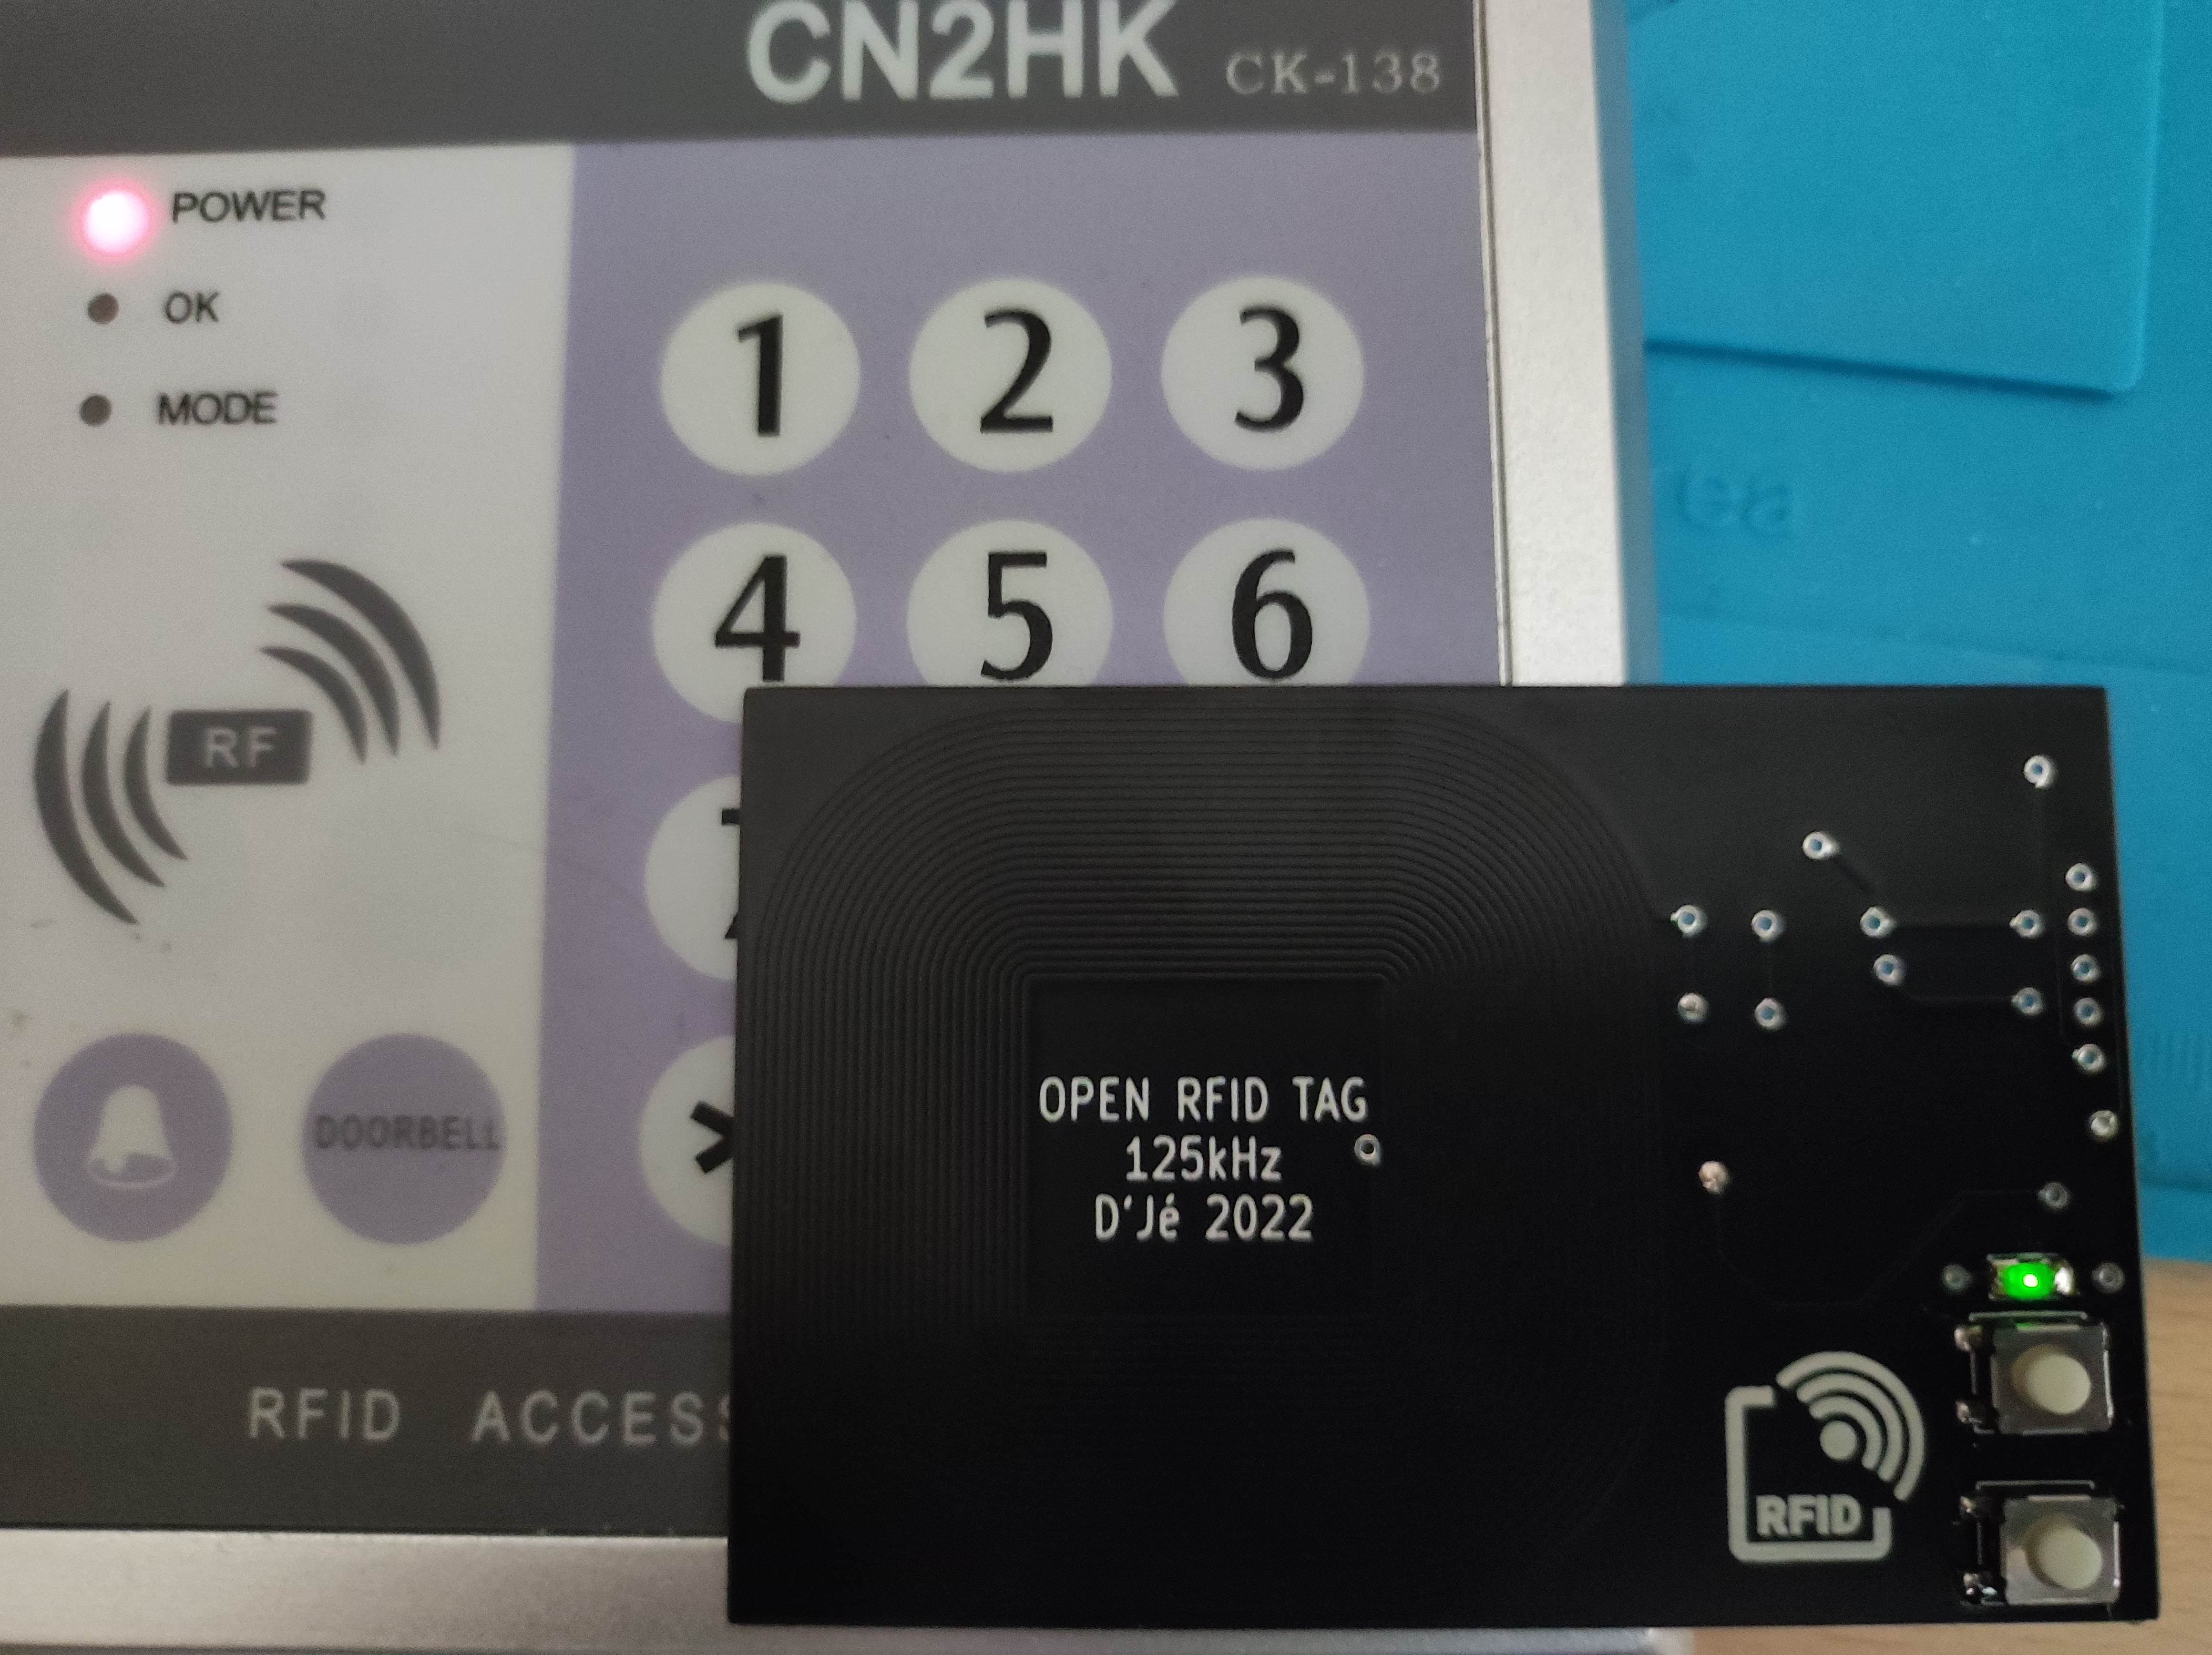 CN2HK CK-138
POWER
OK
MODE
1 2 3
4 5 6
RF
OPEN RFID TAG
125kHz
D'Jé 2022
DOORBELL
RFID
RFID ACCESS